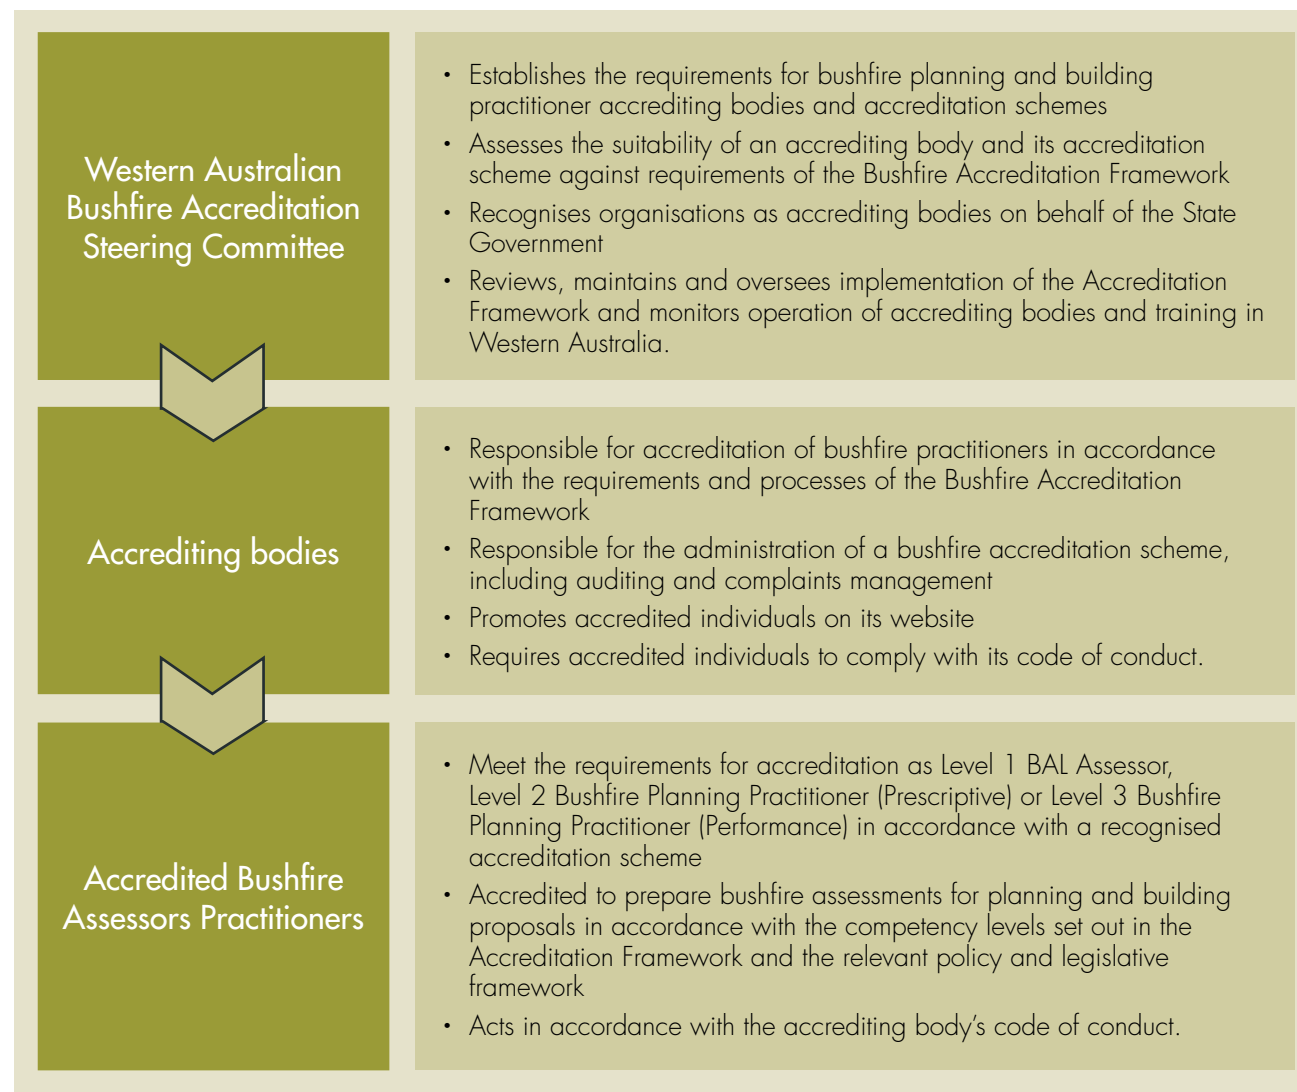 Western Australian
Bushfire Accreditation
Steering Committee
• Establishes the requirements for bushfire planning and building
practitioner accrediting bodies and accreditation schemes
• Assesses the suitability of an accrediting body and its accreditation
scheme against requirements of the Bushfire Accreditation Framework
• Recognises organisations as accrediting bodies on behalf of the State
Government
• Reviews, maintains and oversees implementation of the Accreditation
Framework and monitors operation of accrediting bodies and training in
Western Australia.
Accrediting bodies
• Responsible for accreditation of bushfire practitioners in accordance
with the requirements and processes of the Bushfire Accreditation
Framework
• Responsible for the administration of a bushfire accreditation scheme,
including auditing and complaints management
• Promotes accredited individuals on its website
• Requires accredited individuals to comply with its code of conduct.
Accredited Bushfire
Assessors Practitioners
• Meet the requirements for accreditation as Level 1 BAL Assessor,
Level 2 Bushfire Planning Practitioner (Prescriptive) or Level 3 Bushfire
Planning Practitioner (Performance) in accordance with a recognised
accreditation scheme
• Accredited to prepare bushfire assessments for planning and building
proposals in accordance with the competency levels set out in the
Accreditation Framework and the relevant policy and legislative
framework
• Acts in accordance with the accrediting body's code of conduct.